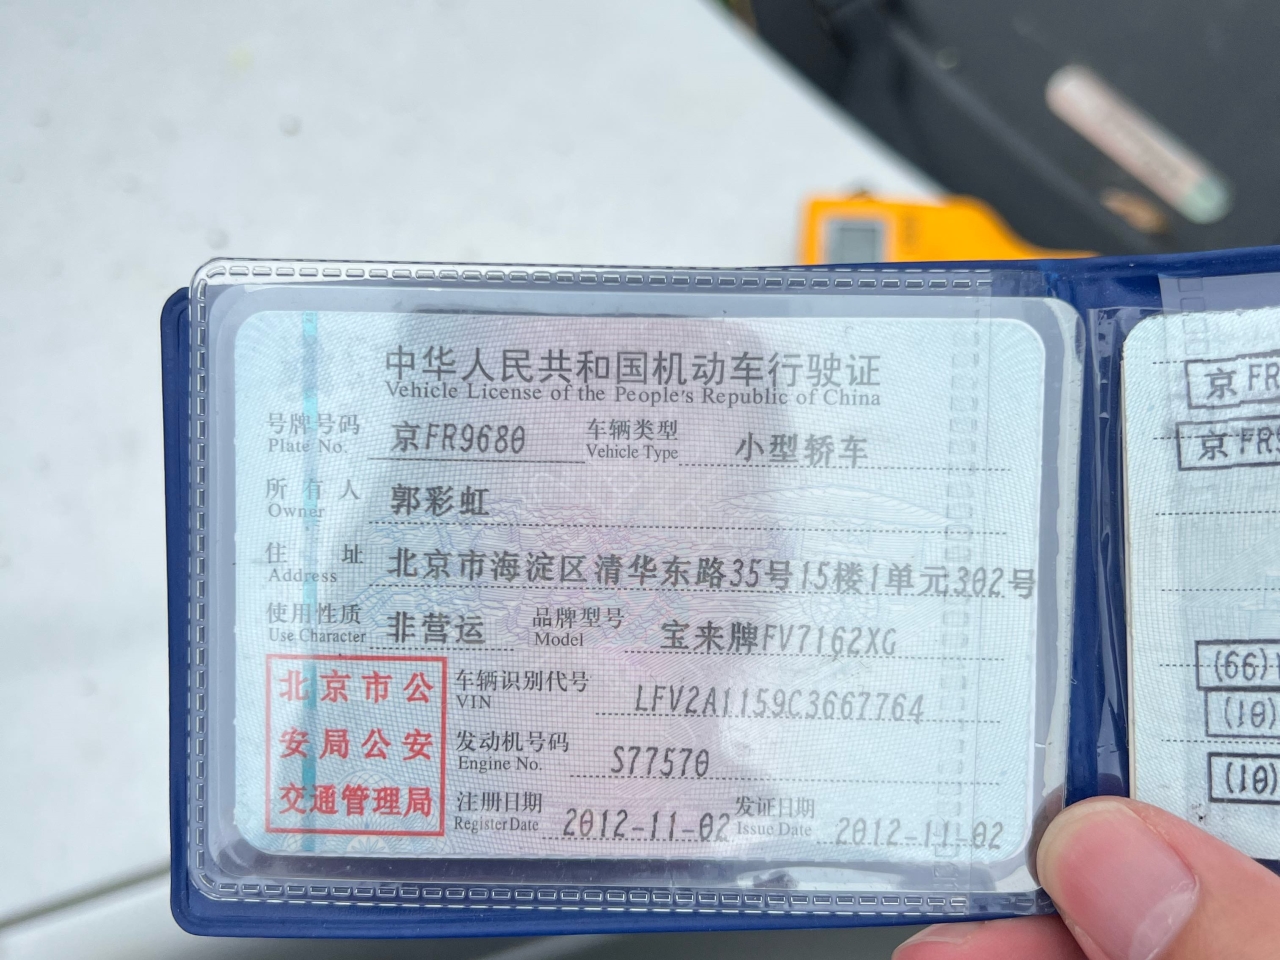 中华人民共和国机动车行驶证
Vehicle License of the People's Republic of China
号牌号码 京FR9680 车辆类型 小型轿车
Plate No. Vehicle Type
所有人 郭彩虹
Owner
住址 北京市海淀区清华东路35号15楼1单元302号
Address
使用性质 非营运 品牌型号 宝来牌FV7162XG
Use Character Model
北京市公
安局公安
交通管理局
车辆识别代号 LFV2A1159C3667764
VIN
发动机号码 S77570
Engine No.
注册日期 2012-11-02 发证日期 2012-11-02
Register Date Issue Date
京FR
京FR9
(66)
(10)
(10)